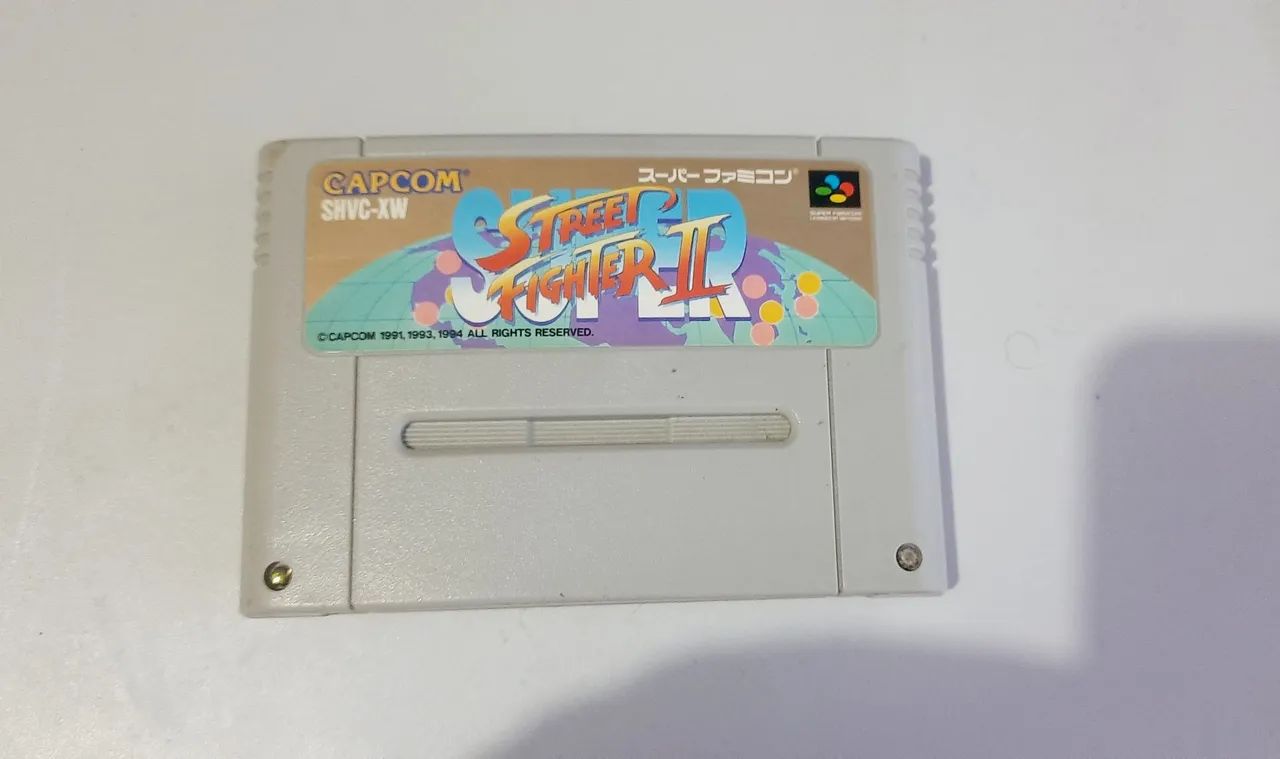 CAPCOM®
SHVC-XW
スーパーファミコン®
SUPER
STREET
FIGHTER II
©CAPCOM 1991, 1993, 1994 ALL RIGHTS RESERVED.